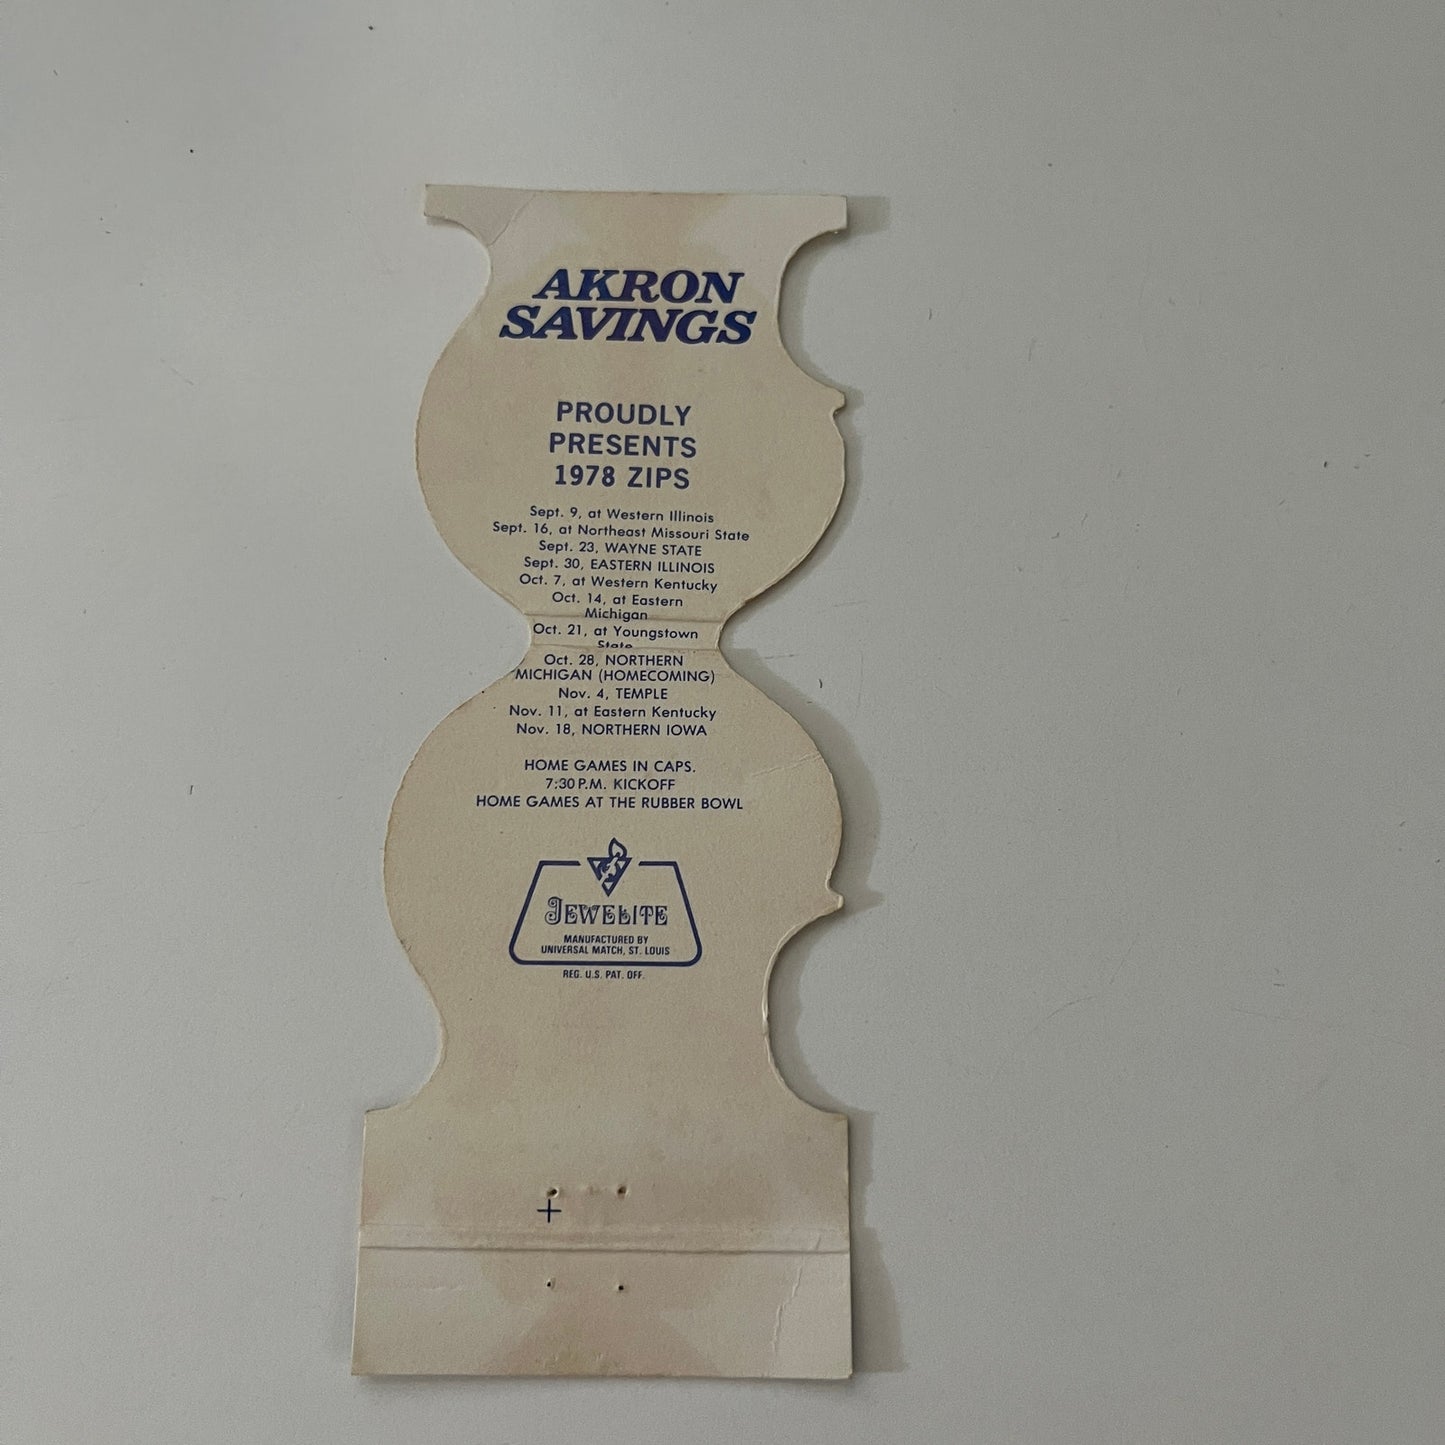 AKRON
SAVINGS
PROUDLY
PRESENTS
1978 ZIPS
Sept. 9, at Western Illinois
Sept. 16, at Northeast Missouri State
Sept. 23, WAYNE STATE
Sept. 30, EASTERN ILLINOIS
Oct. 7, at Western Kentucky
Oct. 14, at Eastern
Michigan
Oct. 21, at Youngstown
State
Oct. 28, NORTHERN
MICHIGAN (HOMECOMING)
Nov. 4, TEMPLE
Nov. 11, at Eastern Kentucky
Nov. 18, NORTHERN IOWA
HOME GAMES IN CAPS.
7:30 P.M. KICKOFF
HOME GAMES AT THE RUBBER BOWL
JEWELITE
MANUFACTURED BY
UNIVERSAL MATCH, ST. LOUIS
REG. U.S. PAT. OFF.